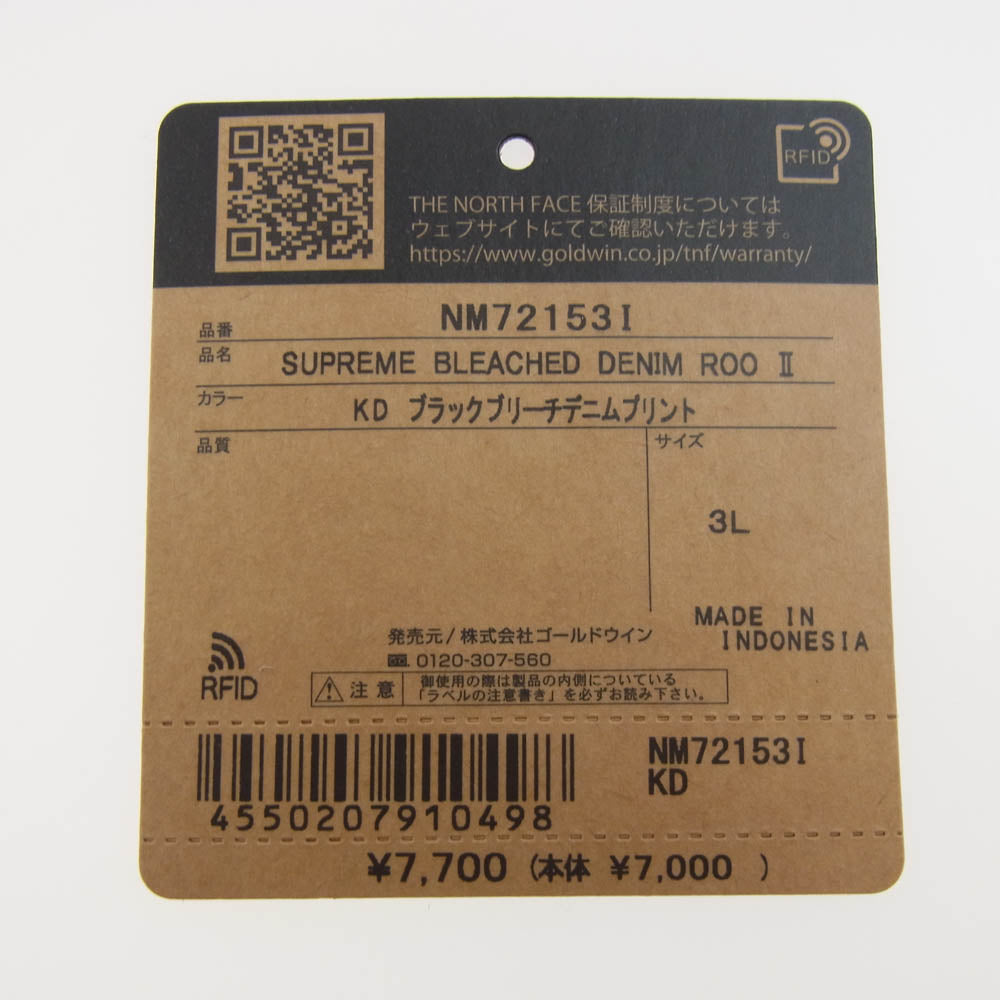 RFID
THE NORTH FACE 保証制度については
ウェブサイトにてご確認いただけます。
https://www.goldwin.co.jp/tnf/warranty/
品番 NM72153I
品名 SUPREME BLEACHED DENIM ROO Ⅱ
カラー KD ブラックブリーチデニムプリント
品質
サイズ
3L
MADE IN
INDONESIA
発売元/株式会社ゴールドウイン
0120-307-560
RFID
注意
御使用の際は製品の内側についている
「ラベルの注意書き」を必ずお読み下さい。
4550207910498
NM72153I
KD
¥7,700 (本体 ¥7,000 )